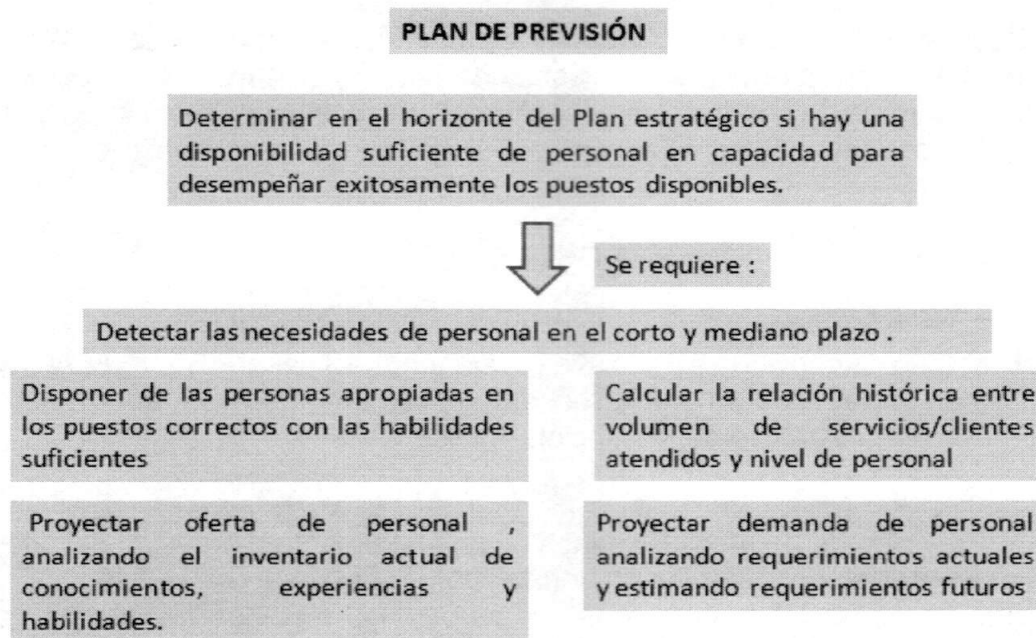 PLAN DE PREVISIÓN
Determinar en el horizonte del Plan estratégico si hay una
disponibilidad suficiente de personal en capacidad para
desempeñar exitosamente los puestos disponibles.
Se requiere :
Detectar las necesidades de personal en el corto y mediano plazo .
Disponer de las personas apropiadas en
los puestos correctos con las habilidades
suficientes
Calcular la relación histórica entre
volumen de servicios/clientes
atendidos y nivel de personal
Proyectar oferta de personal ,
analizando el inventario actual de
conocimientos, experiencias y
habilidades.
Proyectar demanda de personal
analizando requerimientos actuales
y estimando requerimientos futuros